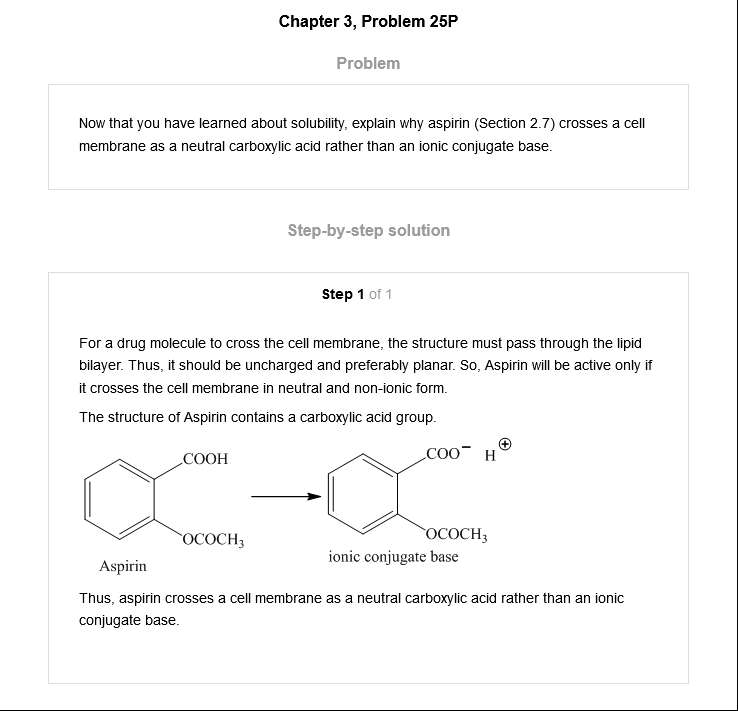 Chapter 3, Problem 25P
Problem
Now that you have learned about solubility, explain why aspirin (Section 2.7) crosses a cell
membrane as a neutral carboxylic acid rather than an ionic conjugate base.
Step-by-step solution
Step 1 of 1
For a drug molecule to cross the cell membrane, the structure must pass through the lipid
bilayer. Thus, it should be uncharged and preferably planar. So, Aspirin will be active only if
it crosses the cell membrane in neutral and non-ionic form.
The structure of Aspirin contains a carboxylic acid group.
COOH
COO⁻ H⊕
OCOCH₃
OCOCH₃
Aspirin
ionic conjugate base
Thus, aspirin crosses a cell membrane as a neutral carboxylic acid rather than an ionic
conjugate base.